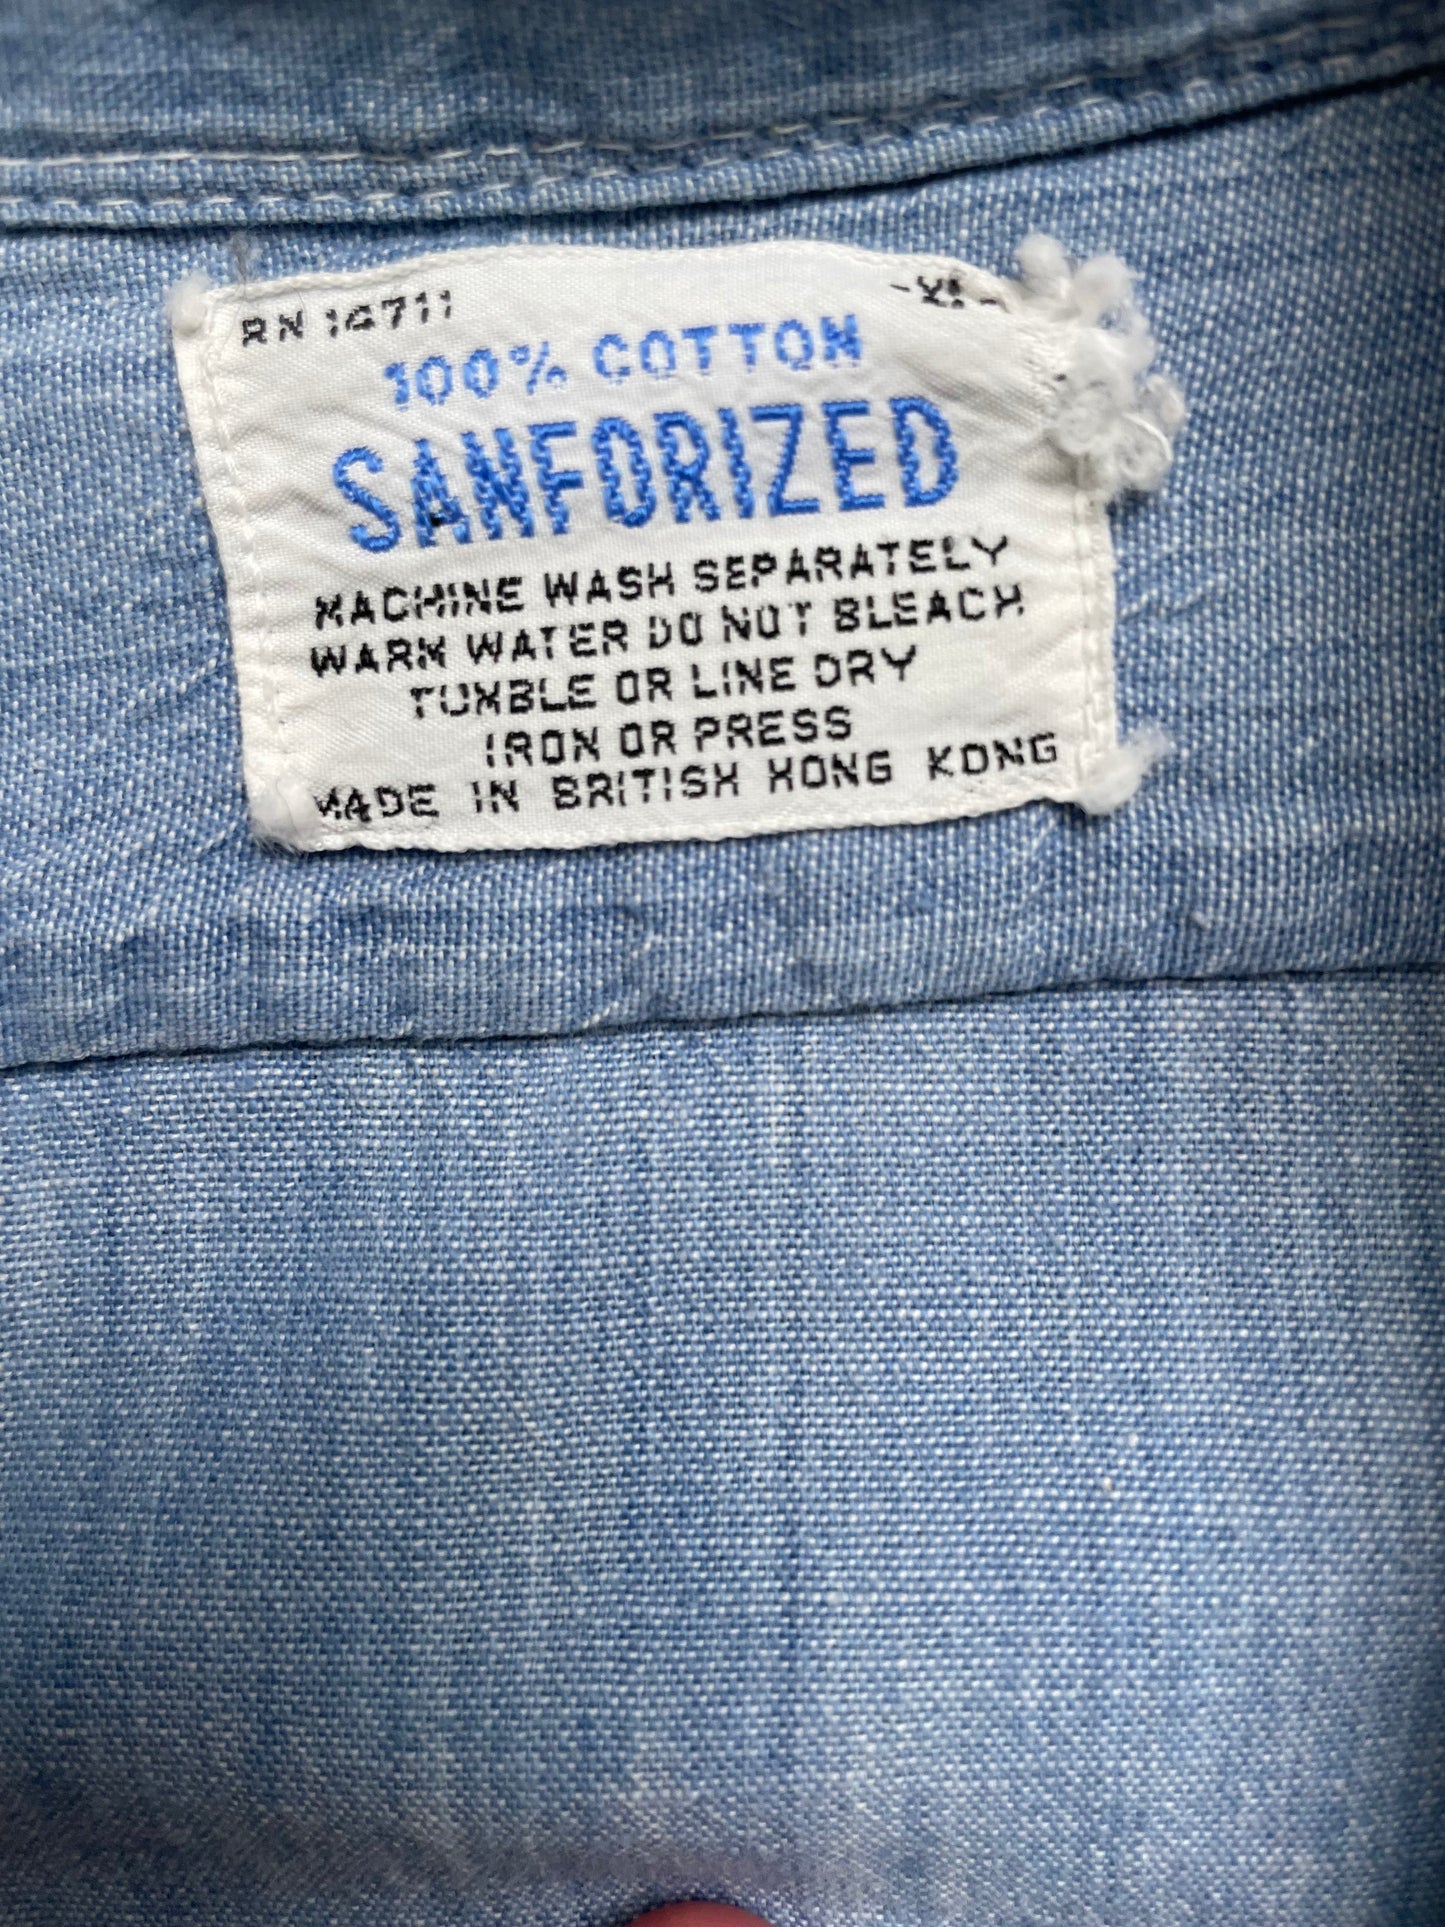 RN 14711
100% COTTON
SANFORIZED
MACHINE WASH SEPARATELY
WARM WATER DO NOT BLEACH
TUMBLE OR LINE DRY
IRON OR PRESS
MADE IN BRITISH HONG KONG